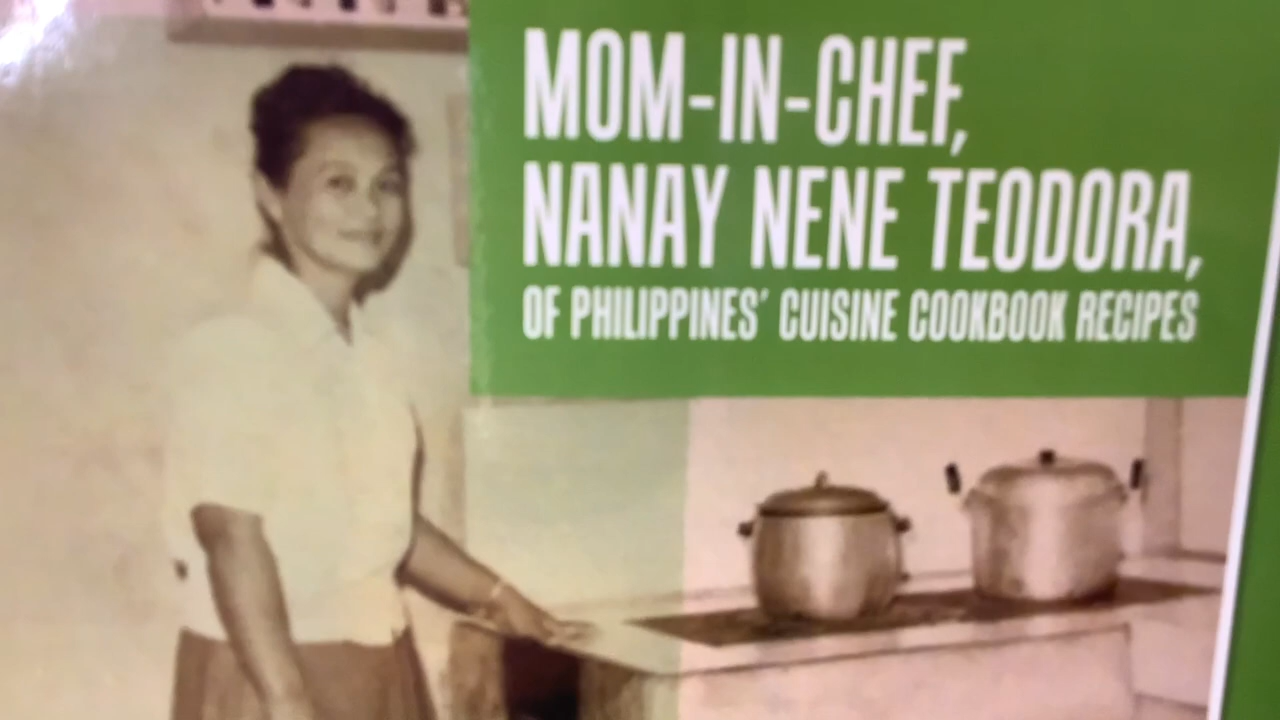 MOM-IN-CHEF,
NANAY NENE TEODORA,
OF PHILIPPINES' CUISINE COOKBOOK RECIPES